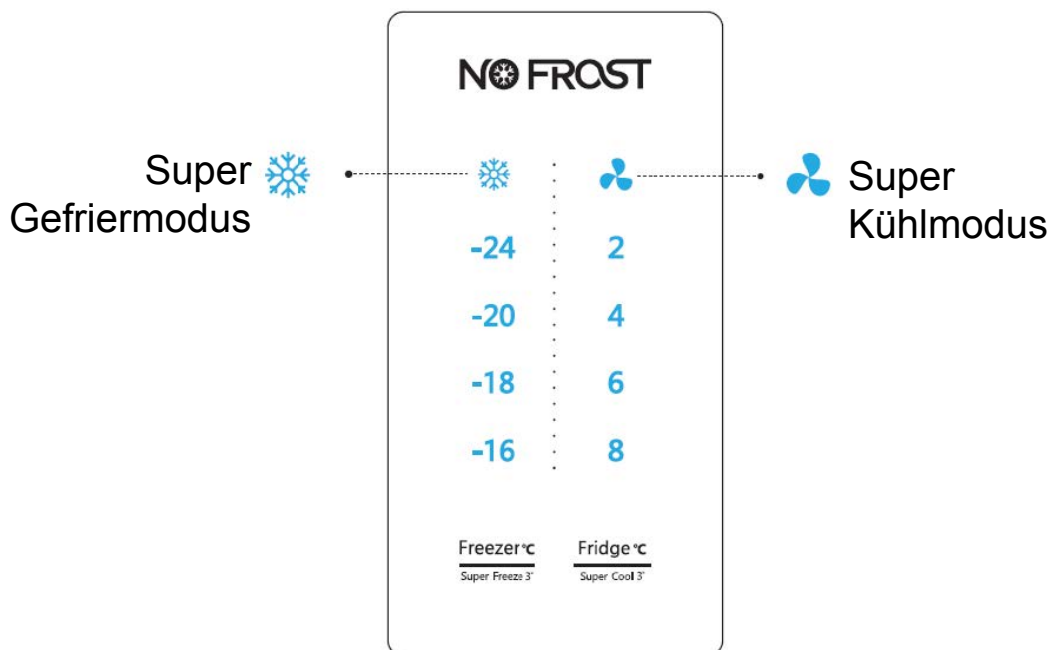 NO FROST
Super
Gefriermodus
Super
Kühlmodus
-24 2
-20 4
-18 6
-16 8
Freezer°C Fridge°C
Super Freeze 3" Super Cool 3"